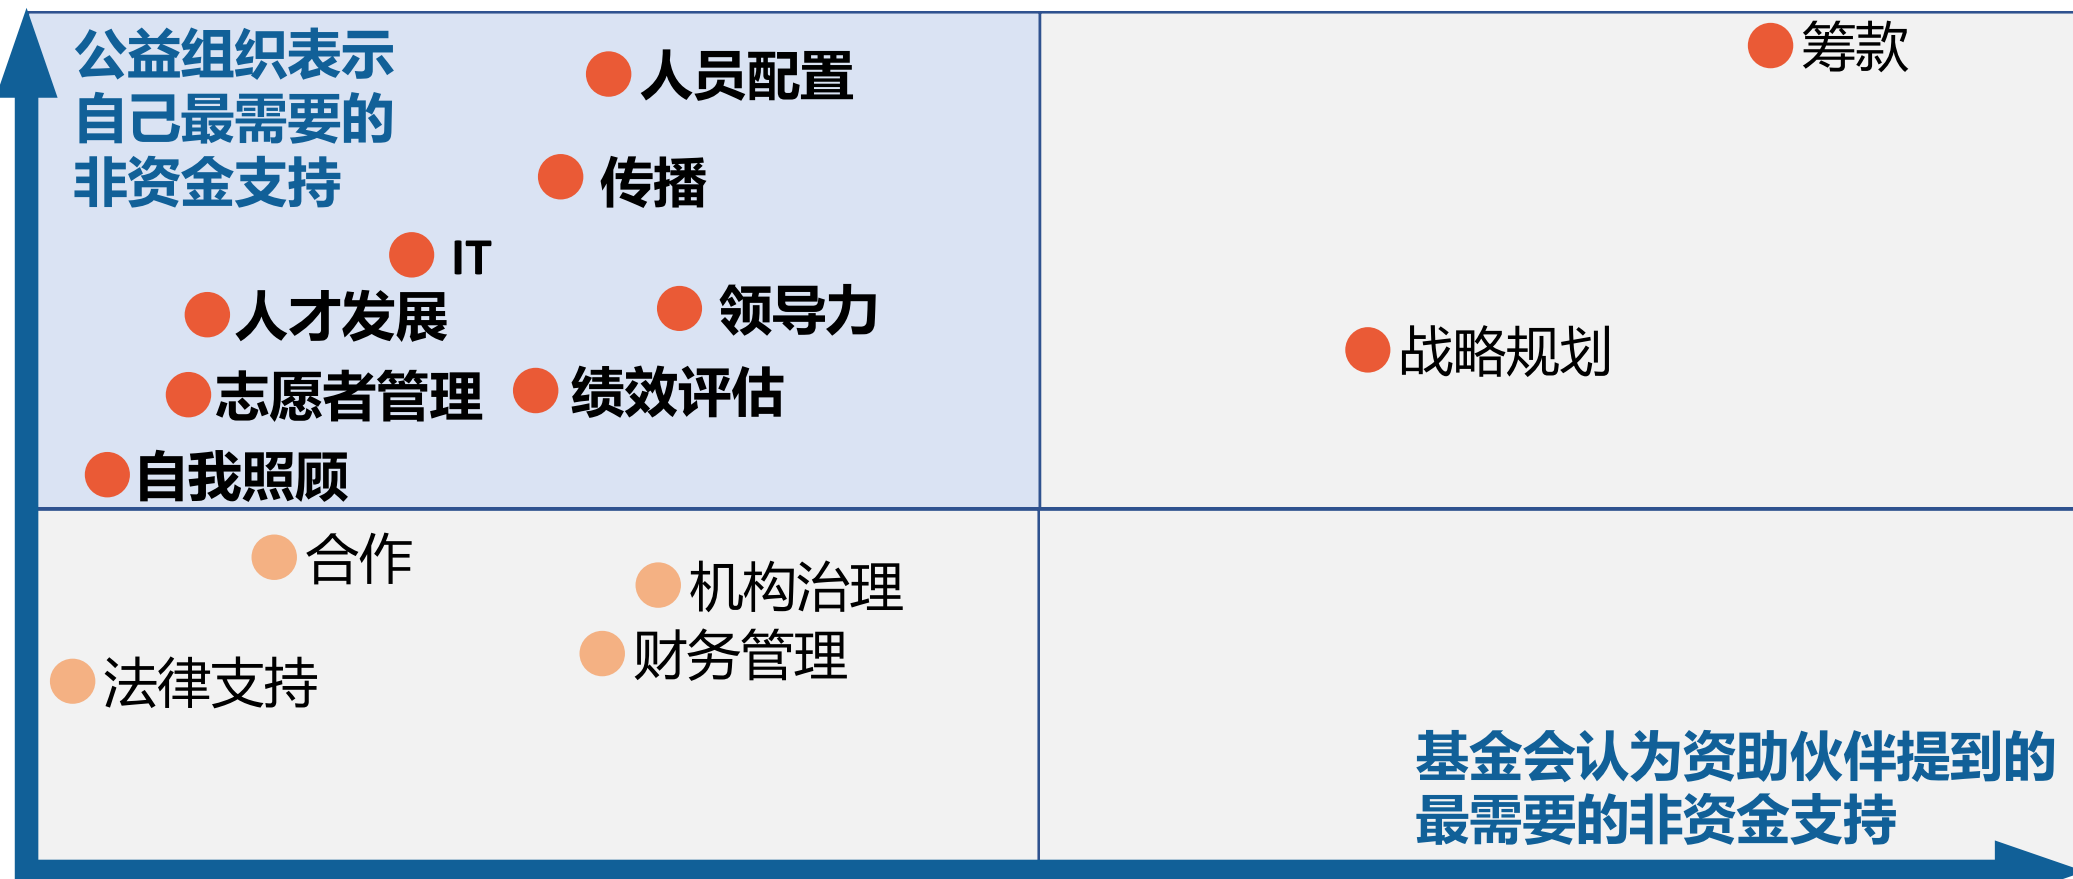 公益组织表示
自己最需要的
非资金支持
人员配置
筹款
传播
IT
人才发展
领导力
战略规划
志愿者管理
绩效评估
自我照顾
合作
机构治理
财务管理
法律支持
基金会认为资助伙伴提到的
最需要的非资金支持